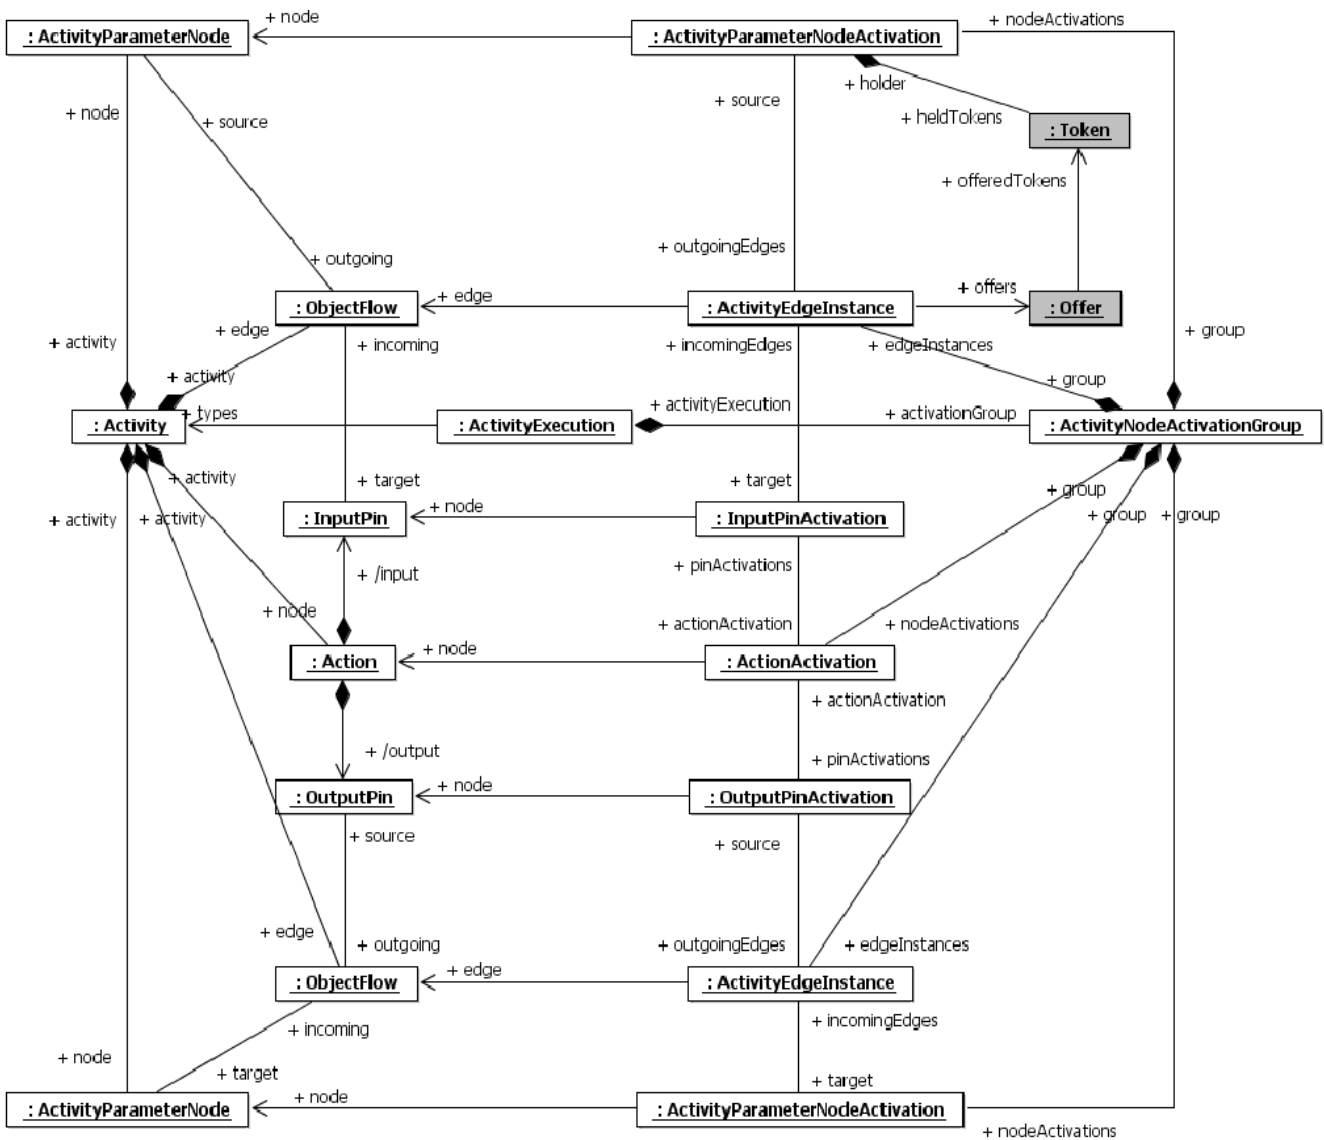 + node
+ nodeActivations
: ActivityParameterNode
: ActivityParameterNodeActivation
+ holder
+ source
+ node
+ heldTokens
+ source
: Token
+ offeredTokens
+ outgoingEdges
+ outgoing
+ offers
+ edge
: ObjectFlow
: ActivityEdgeInstance
: Offer
+ edge
+ group
+ activity
+ incoming
+ incomingEdges
+ edgeInstances
+ activity
+ group
+ types
+ activityExecution
+ activationGroup
: Activity
: ActivityExecution
: ActivityNodeActivationGroup
+ activity
+ target
+ target
+ group
+ activity
+ activity
+ node
+ group
+ group
: InputPin
: InputPinActivation
+ /input
+ pinActivations
+ node
+ actionActivation
+ nodeActivations
+ node
: Action
: ActionActivation
+ actionActivation
+ /output
+ pinActivations
+ node
: OutputPin
: OutputPinActivation
+ source
+ source
+ edge
+ outgoing
+ outgoingEdges
+ edgeInstances
+ edge
: ObjectFlow
: ActivityEdgeInstance
+ incoming
+ incomingEdges
+ node
+ target
+ target
+ node
: ActivityParameterNode
: ActivityParameterNodeActivation
+ nodeActivations